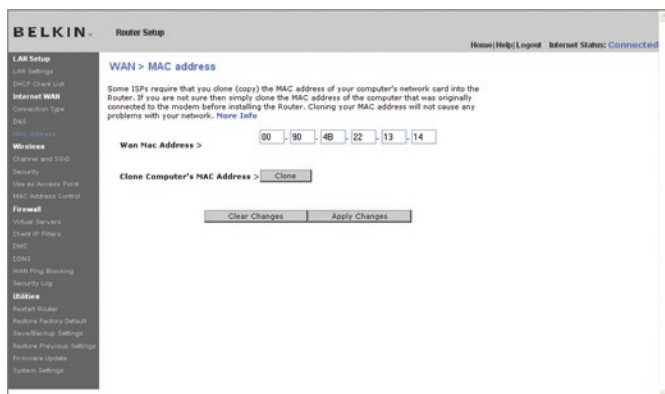 BELKIN.
Router Setup
Home|Help|Logout Internet Status: Connected
LAN Setup
LAN Settings
DHCP Client List
Internet WAN
Connection Type
DNS
MAC Address
Wireless
Channel and SSID
Security
Use as Access Point
MAC Address Control
Firewall
Virtual Servers
Client IP Filters
DMZ
DDNS
WAN Ping Blocking
Security Log
Utilities
Restart Router
Restore Factory Default
Save/Backup Settings
Restore Previous Settings
Firmware Update
System Settings
WAN > MAC address
Some ISPs require that you clone (copy) the MAC address of your computer's network card into the
Router. If you are not sure then simply clone the MAC address of the computer that was originally
connected to the modem before installing the Router. Cloning your MAC address will not cause any
problems with your network. More Info
Wan Mac Address > 00 . 90 . 4B . 22 . 13 . 14
Clone Computer's MAC Address > Clone
Clear Changes Apply Changes